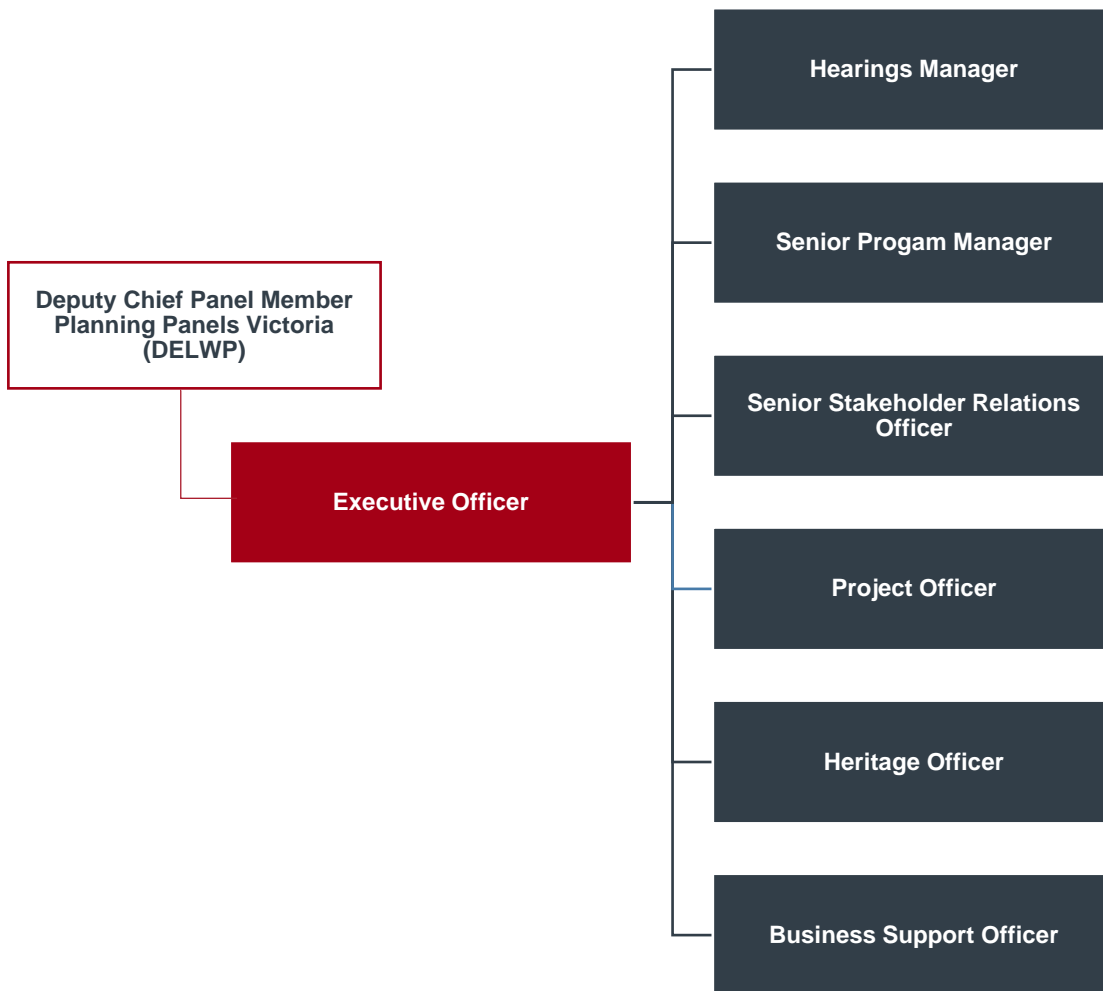 Hearings Manager
Senior Progam Manager
Deputy Chief Panel Member
Planning Panels Victoria
(DELWP)
Senior Stakeholder Relations
Officer
Executive Officer
Project Officer
Heritage Officer
Business Support Officer